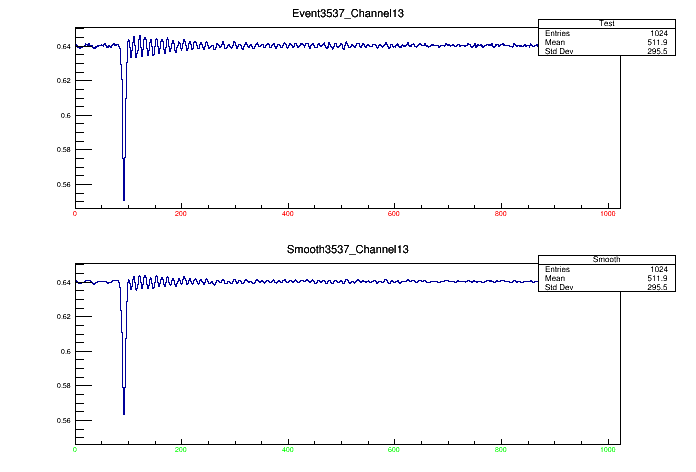 Event3537_Channel13
Test
Entries 1024
Mean 511.9
Std Dev 295.5
0.64
0.62
0.6
0.58
0.56
0 200 400 600 800 1000
Smooth3537_Channel13
Smooth
Entries 1024
Mean 511.9
Std Dev 295.5
0.64
0.62
0.6
0.58
0.56
0 200 400 600 800 1000